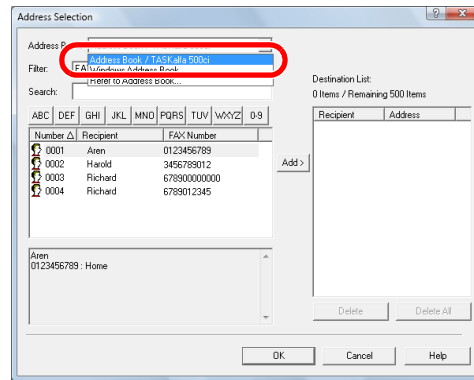 Address Selection
Address Book / TASKalfa 500ci
Windows Address Book
Refer to Address Book...
Filter:
Search:
ABC DEF GHI JKL MNO PQRS TUV WXYZ 0-9
Number Recipient FAX Number
0001 Aren 0123456789
0002 Harold 3456789012
0003 Richard 678900000000
0004 Richard 6789012345
Aren
0123456789 : Home
Add >
Destination List:
0 Items / Remaining 500 Items
Recipient Address
Delete Delete All
OK Cancel Help